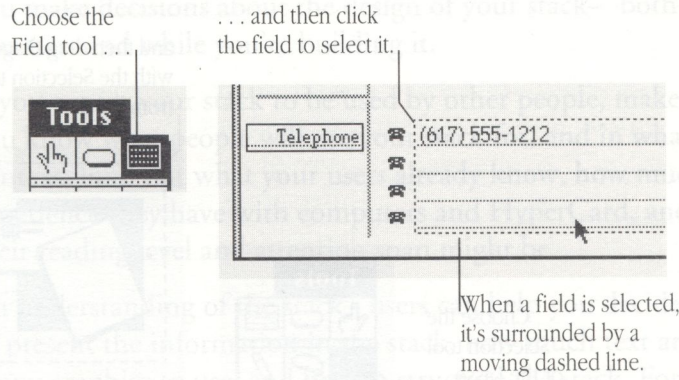 Choose the
Field tool . . .
. . . and then click
the field to select it.
Tools
Telephone
(617) 555-1212
When a field is selected,
it's surrounded by a
moving dashed line.